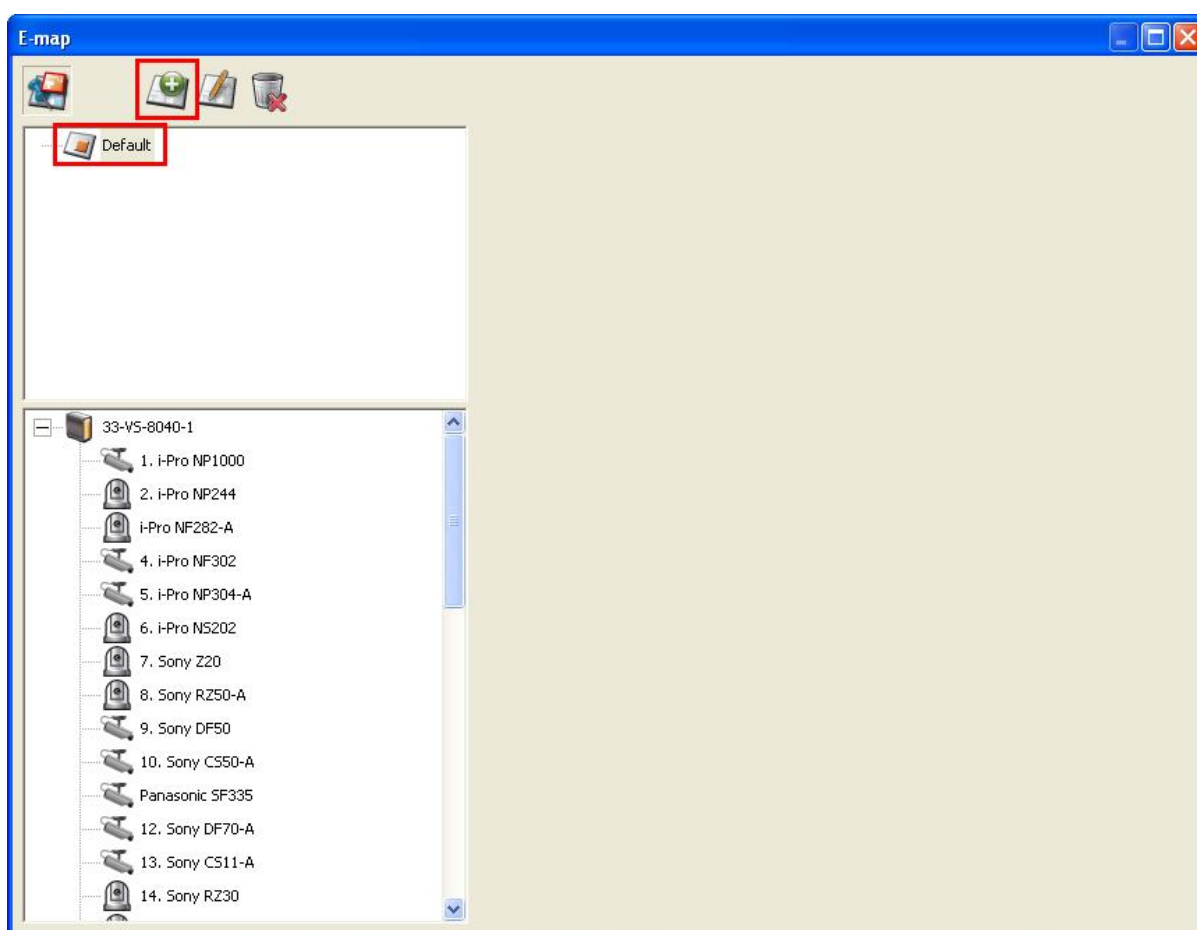 E-map
Default
33-VS-8040-1
1. i-Pro NP1000
2. i-Pro NP244
i-Pro NF282-A
4. i-Pro NF302
5. i-Pro NP304-A
6. i-Pro NS202
7. Sony Z20
8. Sony RZ50-A
9. Sony DF50
10. Sony CS50-A
Panasonic SF335
12. Sony DF70-A
13. Sony CS11-A
14. Sony RZ30